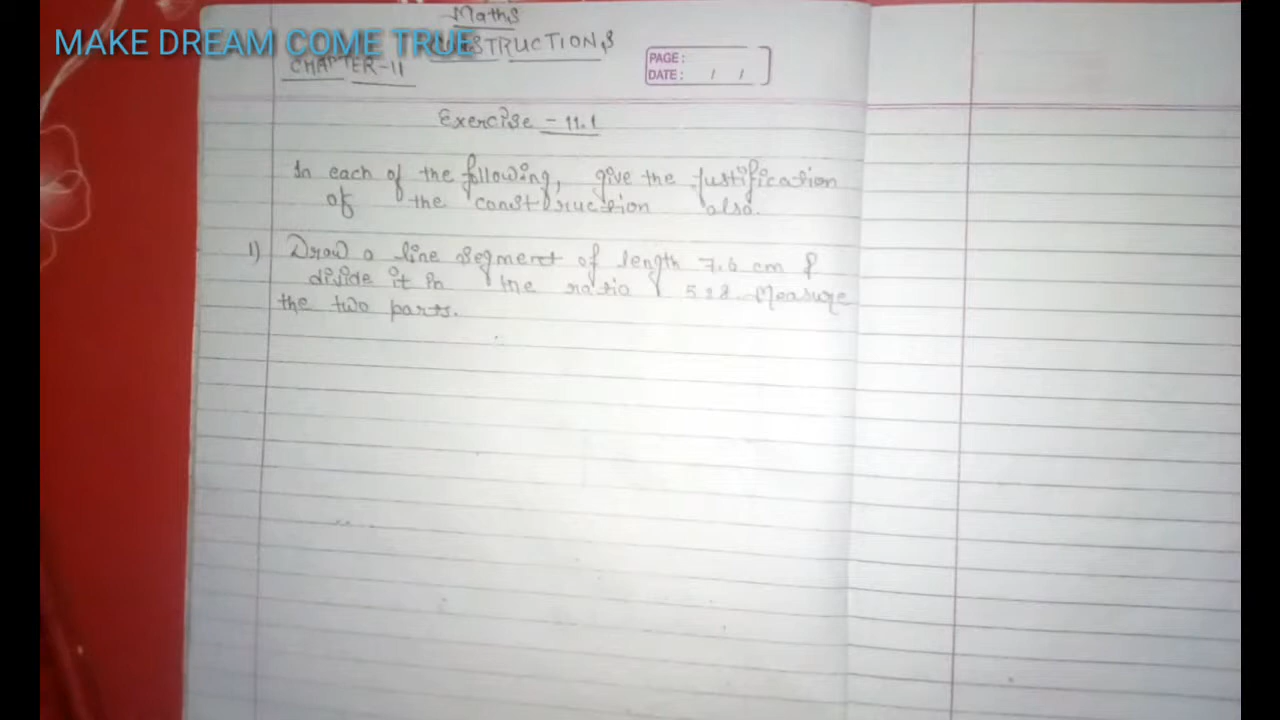 Maths
MAKE DREAM COME TRUE
CONSTRUCTIONS
CHAPTER-11
PAGE:
DATE: / /
Exercise - 11.1
In each of the following, give the justification
of the construction also.
1) Draw a line segment of length 7.6 cm &
divide it in the ratio 5:8. Measure
the two parts.